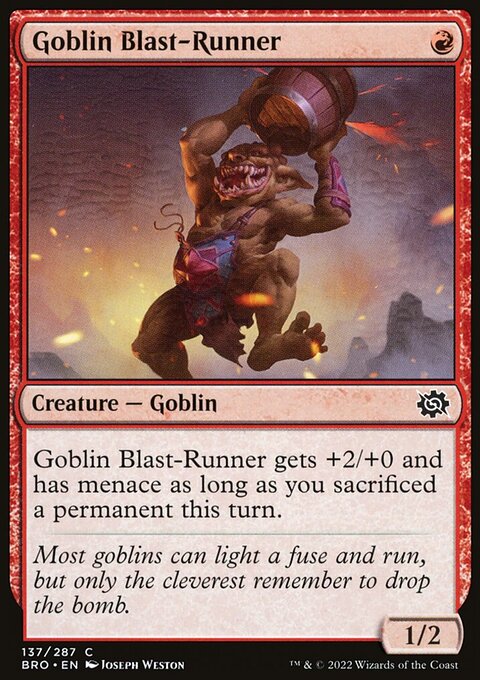 Goblin Blast-Runner
Creature — Goblin
Goblin Blast-Runner gets +2/+0 and
has menace as long as you sacrificed
a permanent this turn.
Most goblins can light a fuse and run,
but only the cleverest remember to drop
the bomb.
1/2
137/287 C
BRO • EN Joseph Weston
™ & © 2022 Wizards of the Coast